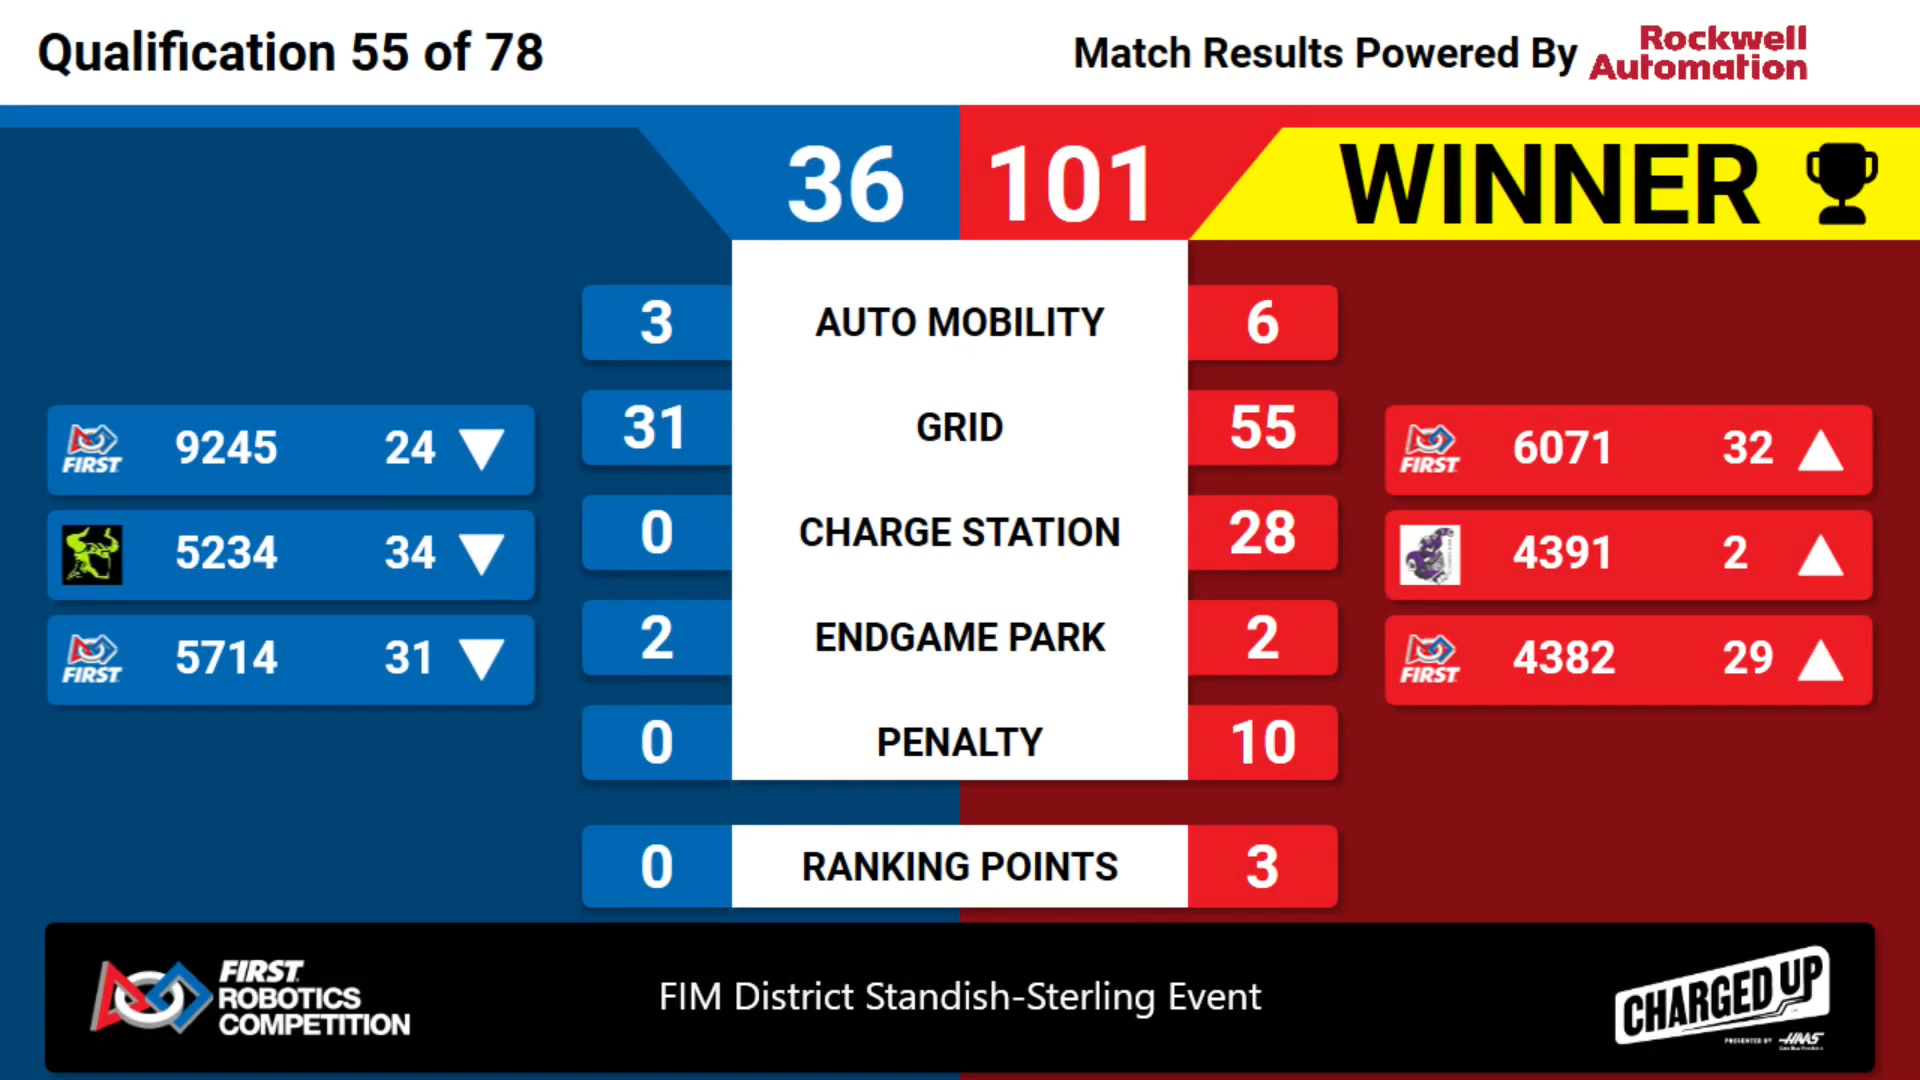 Qualification 55 of 78
Match Results Powered By
Rockwell
Automation
36
101
WINNER
3
AUTO MOBILITY
6
31
GRID
55
0
CHARGE STATION
28
2
ENDGAME PARK
2
0
PENALTY
10
0
RANKING POINTS
3
FIRST 9245 24
5234 34
FIRST 5714 31
FIRST 6071 32
4391 2
FIRST 4382 29
FIRST
ROBOTICS
COMPETITION
FIM District Standish-Sterling Event
CHARGED UP
PRESENTED BY HAAS